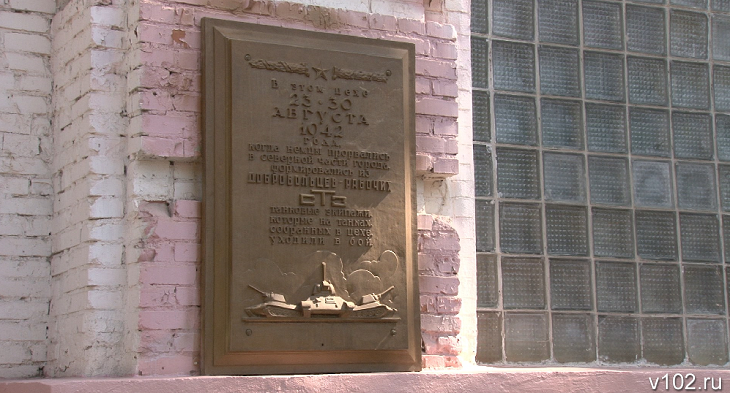 В этом цехе
23-30
АВГУСТА
1942
ГОДА,
когда немцы прорвались
в северной части города,
формировались из
ДОБРОВОЛЬЦЕВ-РАБОЧИХ
СТЗ
танковые экипажи,
которые на танках,
собранных в цехе,
уходили в бой
v102.ru